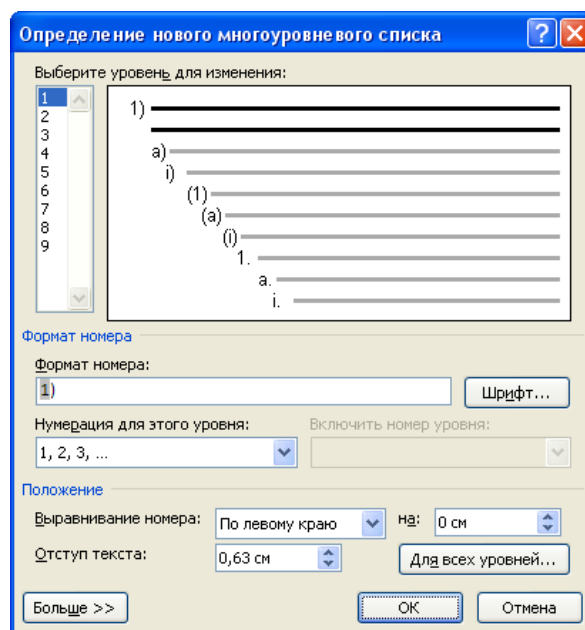 Определение нового многоуровневого списка
Выберите уровень для изменения:
1
2
3
4
5
6
7
8
9
1)
a)
i)
(1)
(a)
(i)
1.
a.
i.
Формат номера
Формат номера:
1)
Шрифт...
Нумерация для этого уровня: Включить номер уровня:
1, 2, 3, ...
Положение
Выравнивание номера: По левому краю на: 0 см
Отступ текста: 0,63 см Для всех уровней...
Больше >> ОК Отмена